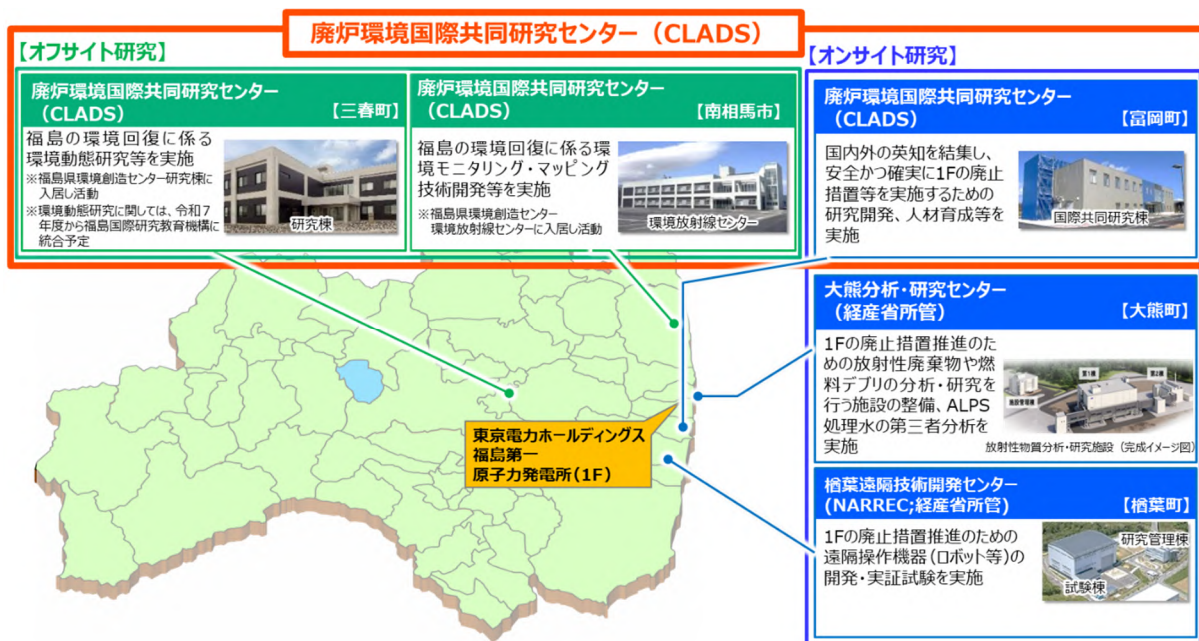 廃炉環境国際共同研究センター(CLADS)
【オフサイト研究】
廃炉環境国際共同研究センター
(CLADS)
【三春町】
福島の環境回復に係る
環境動態研究等を実施
※福島県環境創造センター研究棟に
入居し活動
※環境動態研究に関しては、令和7
年度から福島国際研究教育機構に
統合予定
研究棟
廃炉環境国際共同研究センター
(CLADS)
【南相馬市】
福島の環境回復に係る環
境モニタリング・マッピング
技術開発等を実施
※福島県環境創造センター
環境放射線センターに入居し活動
環境放射線センター
【オンサイト研究】
廃炉環境国際共同研究センター
(CLADS)
【富岡町】
国内外の英知を結集し、
安全かつ確実に1Fの廃止
措置等を実施するための
研究開発、人材育成等を
実施
国際共同研究棟
大熊分析・研究センター
(経産省所管)
【大熊町】
1Fの廃止措置推進のた
めの放射性廃棄物や燃
料デブリの分析・研究を
行う施設の整備、ALPS
処理水の第三者分析を
実施
施設管理棟
第1棟
第2棟
放射性物質分析・研究施設(完成イメージ図)
楢葉遠隔技術開発センター
(NARREC;経産省所管)
【楢葉町】
1Fの廃止措置推進のための
遠隔操作機器(ロボット等)の
開発・実証試験を実施
研究管理棟
試験棟
東京電力ホールディングス
福島第一
原子力発電所(1F)